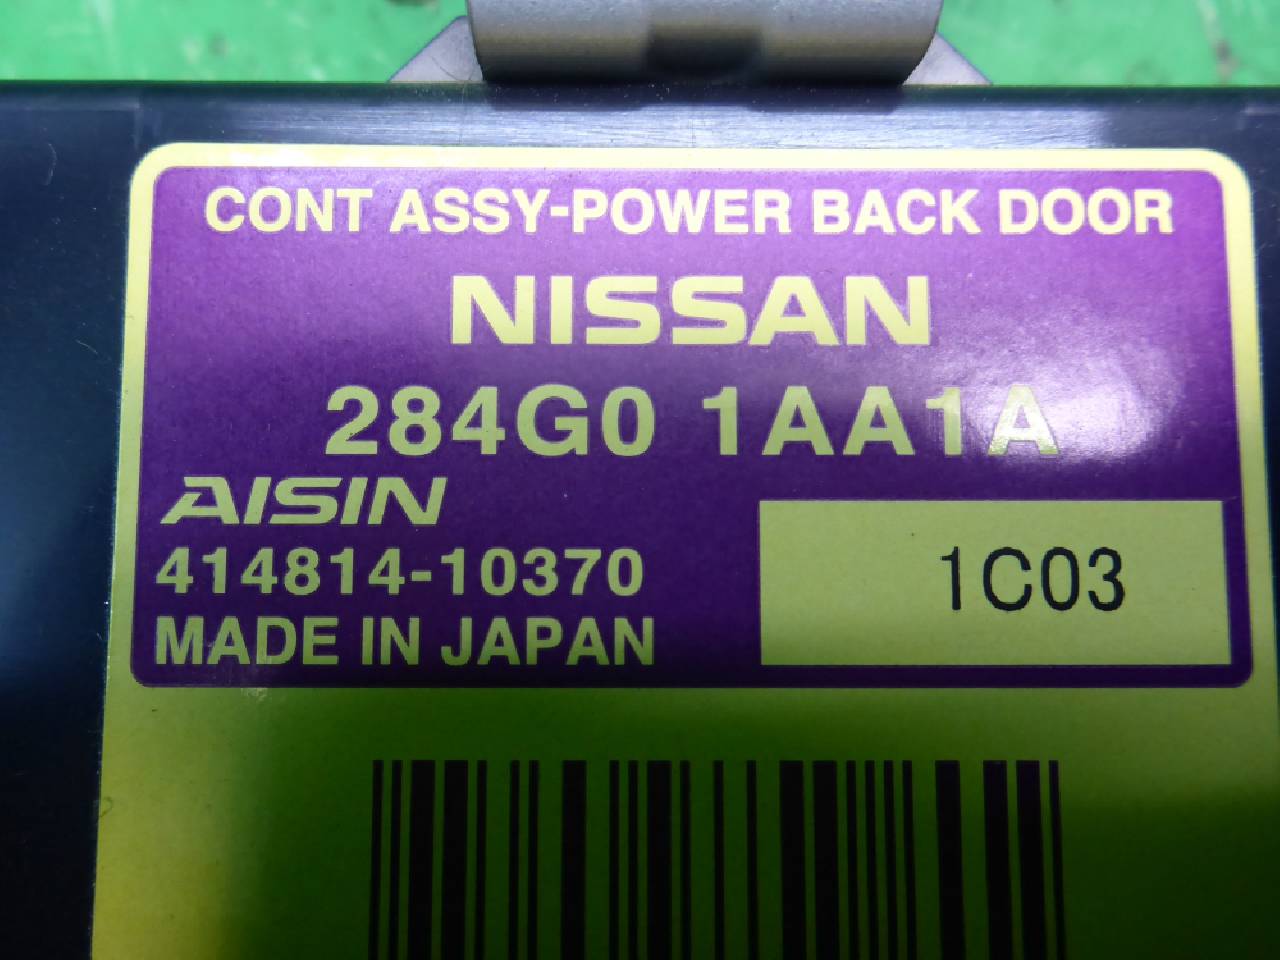 CONT ASSY-POWER BACK DOOR
NISSAN
284G0 1AA1A
AISIN
414814-10370
MADE IN JAPAN
1C03